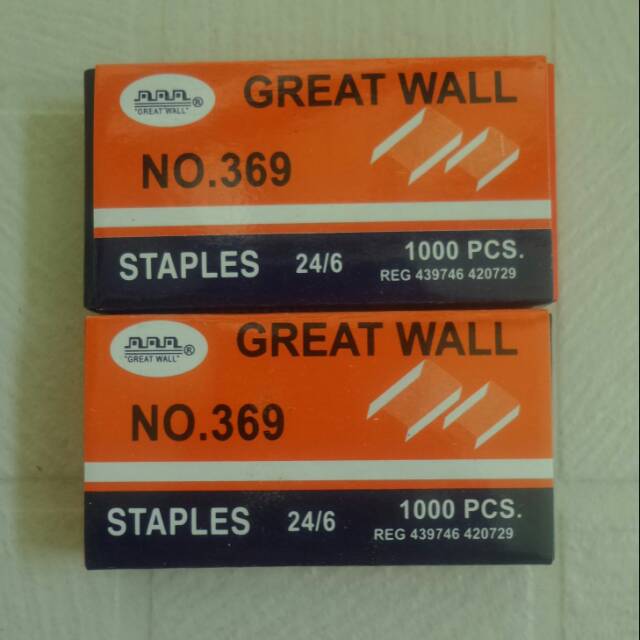 GREAT WALL
"GREAT WALL" ®
NO.369
STAPLES 24/6 1000 PCS.
REG 439746 420729
GREAT WALL
"GREAT WALL" ®
NO.369
STAPLES 24/6 1000 PCS.
REG 439746 420729